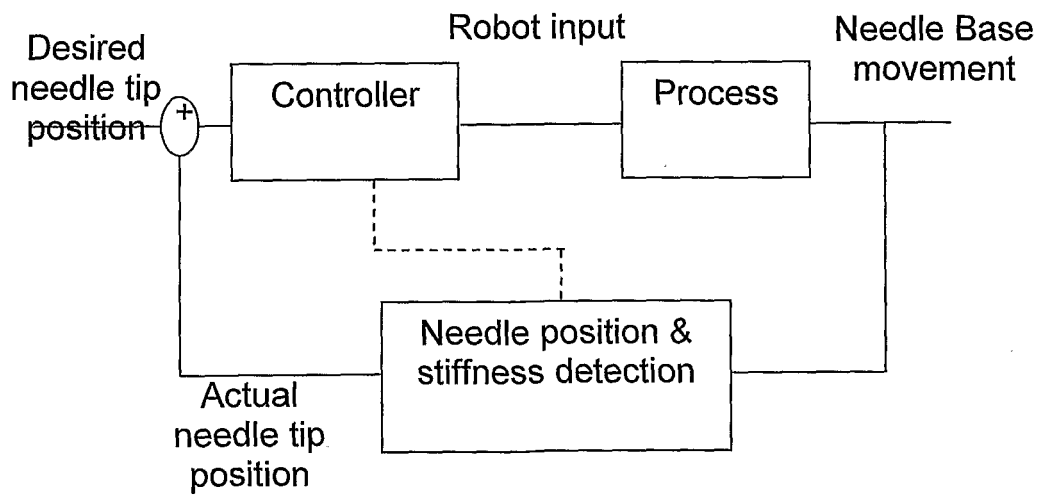 Desired
needle tip
position
+
Controller
Robot input
Process
Needle Base
movement
Needle position &
stiffness detection
Actual
needle tip
position